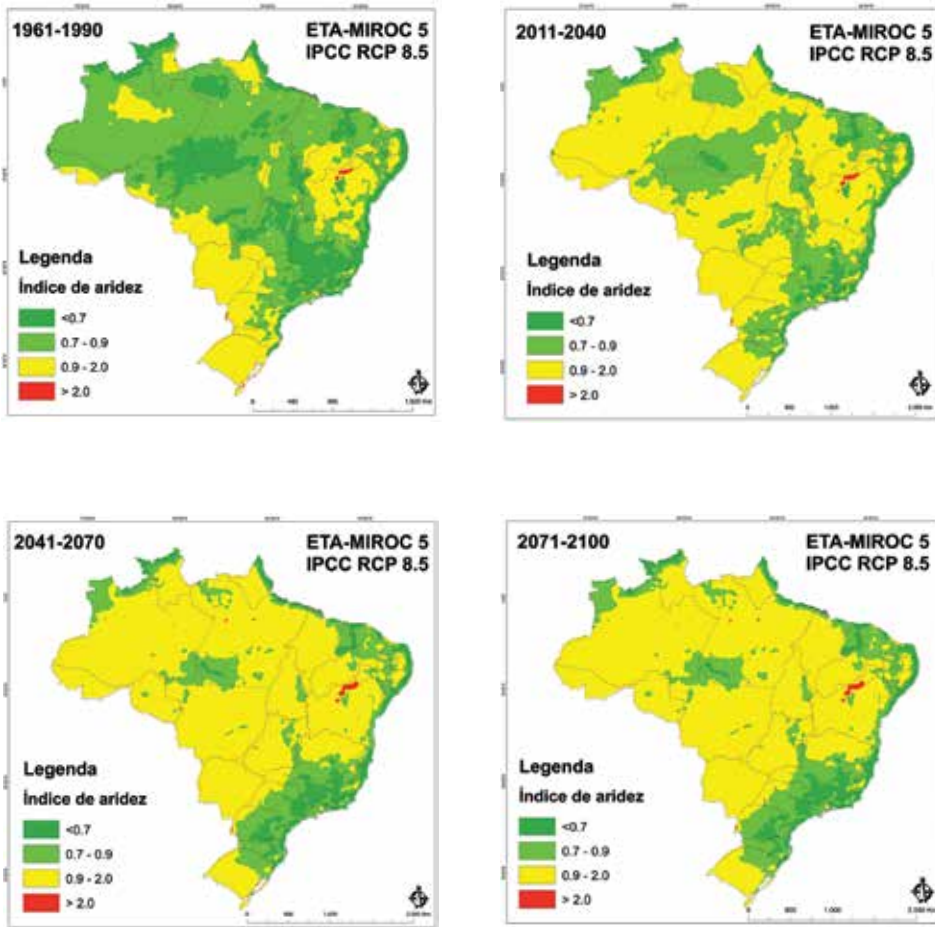 1961-1990
ETA-MIROC 5
IPCC RCP 8.5
Legenda
Índice de aridez
<0.7
0.7 - 0.9
0.9 - 2.0
> 2.0
2011-2040
ETA-MIROC 5
IPCC RCP 8.5
Legenda
Índice de aridez
<0.7
0.7 - 0.9
0.9 - 2.0
> 2.0
2041-2070
ETA-MIROC 5
IPCC RCP 8.5
Legenda
Índice de aridez
<0.7
0.7 - 0.9
0.9 - 2.0
> 2.0
2071-2100
ETA-MIROC 5
IPCC RCP 8.5
Legenda
Índice de aridez
<0.7
0.7 - 0.9
0.9 - 2.0
> 2.0